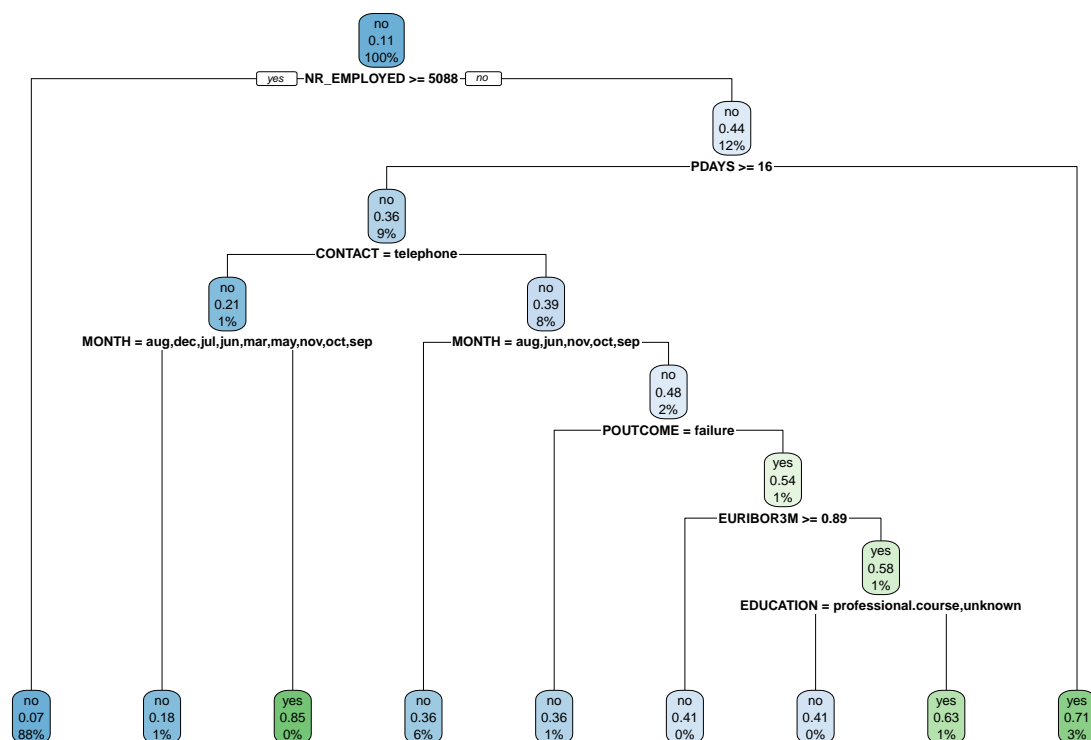 no
0.11
100%
yes NR_EMPLOYED >= 5088 no
no
0.44
12%
PDAYS >= 16
no
0.36
9%
CONTACT = telephone
no
0.21
1%
no
0.39
8%
MONTH = aug,dec,jul,jun,mar,may,nov,oct,sep
MONTH = aug,jun,nov,oct,sep
no
0.48
2%
POUTCOME = failure
yes
0.54
1%
EURIBOR3M >= 0.89
yes
0.58
1%
EDUCATION = professional.course,unknown
no
0.07
88%
no
0.18
1%
yes
0.85
0%
no
0.36
6%
no
0.36
1%
no
0.41
0%
no
0.41
0%
yes
0.63
1%
yes
0.71
3%